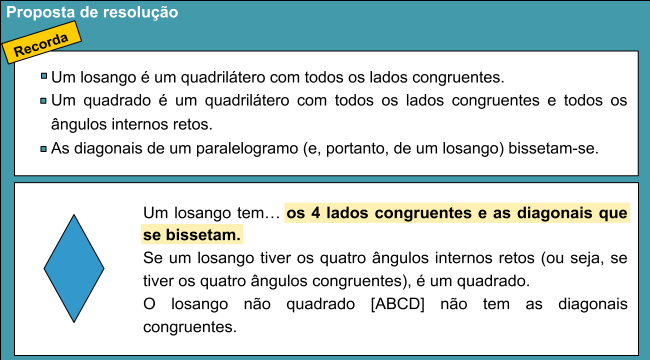 Proposta de resolução
Recorda
Um losango é um quadrilátero com todos os lados congruentes.
Um quadrado é um quadrilátero com todos os lados congruentes e todos os
ângulos internos retos.
As diagonais de um paralelogramo (e, portanto, de um losango) bissetam-se.
Um losango tem… os 4 lados congruentes e as diagonais que
se bissetam.
Se um losango tiver os quatro ângulos internos retos (ou seja, se
tiver os quatro ângulos congruentes), é um quadrado.
O losango não quadrado [ABCD] não tem as diagonais
congruentes.